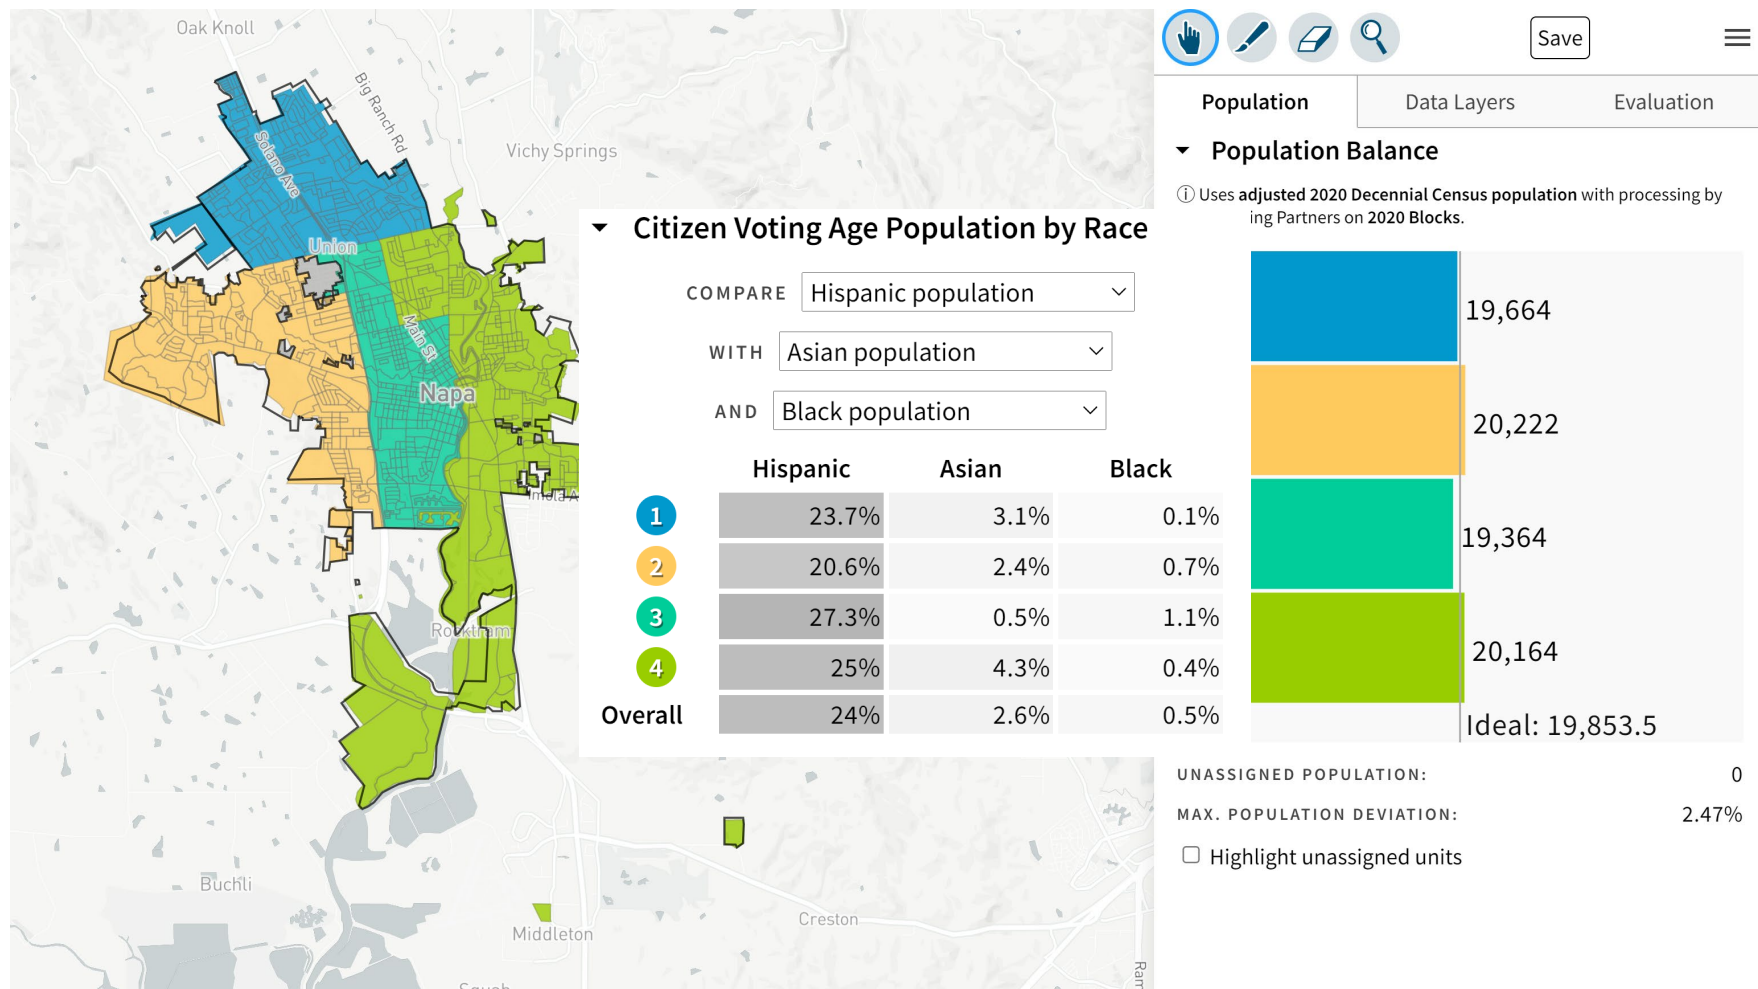 Oak Knoll
Big Ranch Rd
Solano Ave
Vichy Springs
Union
Main St
Napa
Imola A
Rocktram
Buchli
Middleton
Creston
Ram
Save
Population
Data Layers
Evaluation
Population Balance
Uses adjusted 2020 Decennial Census population with processing by
ing Partners on 2020 Blocks.
Citizen Voting Age Population by Race
COMPARE Hispanic population
WITH Asian population
AND Black population
Hispanic Asian Black
1 23.7% 3.1% 0.1%
2 20.6% 2.4% 0.7%
3 27.3% 0.5% 1.1%
4 25% 4.3% 0.4%
Overall 24% 2.6% 0.5%
19,664
20,222
19,364
20,164
Ideal: 19,853.5
UNASSIGNED POPULATION: 0
MAX. POPULATION DEVIATION: 2.47%
Highlight unassigned units